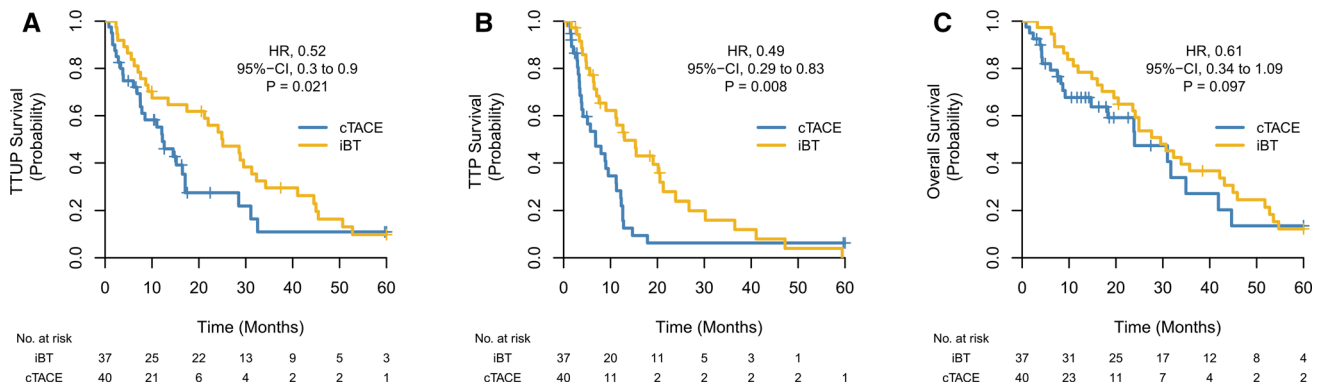 A
TTUP Survival
(Probability)
1.0
0.8
0.6
0.4
0.2
0.0
HR, 0.52
95%−CI, 0.3 to 0.9
P = 0.021
cTACE
iBT
0 10 20 30 40 50 60
Time (Months)
No. at risk
iBT 37 25 22 13 9 5 3
cTACE 40 21 6 4 2 2 1
B
TTP Survival
(Probability)
1.0
0.8
0.6
0.4
0.2
0.0
HR, 0.49
95%−CI, 0.29 to 0.83
P = 0.008
cTACE
iBT
0 10 20 30 40 50 60
Time (Months)
No. at risk
iBT 37 20 11 5 3 1
cTACE 40 11 2 2 2 2 1
C
Overall Survival
(Probability)
1.0
0.8
0.6
0.4
0.2
0.0
HR, 0.61
95%−CI, 0.34 to 1.09
P = 0.097
cTACE
iBT
0 10 20 30 40 50 60
Time (Months)
No. at risk
iBT 37 31 25 17 12 8 4
cTACE 40 23 11 7 4 2 2